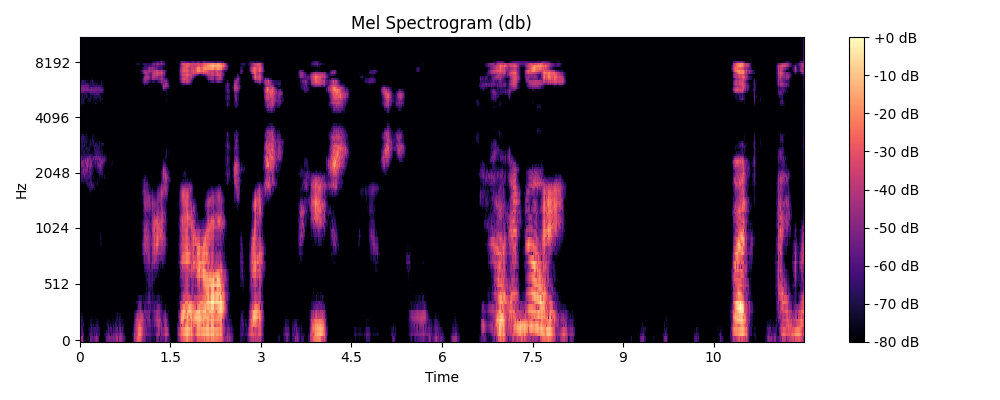 Mel Spectrogram (db)
8192
4096
2048
1024
512
0
Hz
0 1.5 3 4.5 6 7.5 9 10
Time
+0 dB
-10 dB
-20 dB
-30 dB
-40 dB
-50 dB
-60 dB
-70 dB
-80 dB